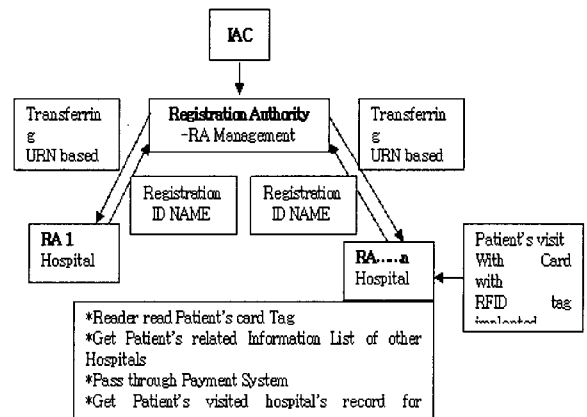 IAC
Transferrin
g
URN based
Registration Authority
-RA Management
Transferrin
g
URN based
Registration
ID NAME
Registration
ID NAME
RA 1
Hospital
RA......n
Hospital
Patient's visit
With Card
with
RFID tag
implanted
*Reader read Patient's card Tag
*Get Patient's related Information List of other
Hospitals
*Pass through Payment System
*Get Patient's visited hospital's record for